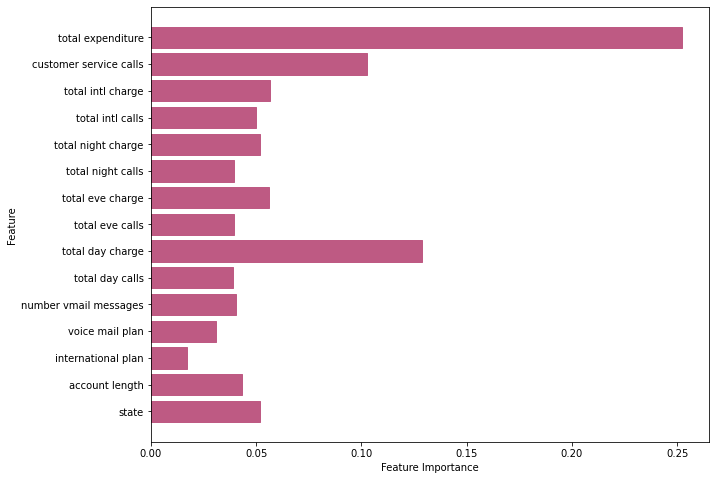 total expenditure
customer service calls
total intl charge
total intl calls
total night charge
total night calls
total eve charge
total eve calls
total day charge
total day calls
number vmail messages
voice mail plan
international plan
account length
state
Feature
0.00 0.05 0.10 0.15 0.20 0.25
Feature Importance